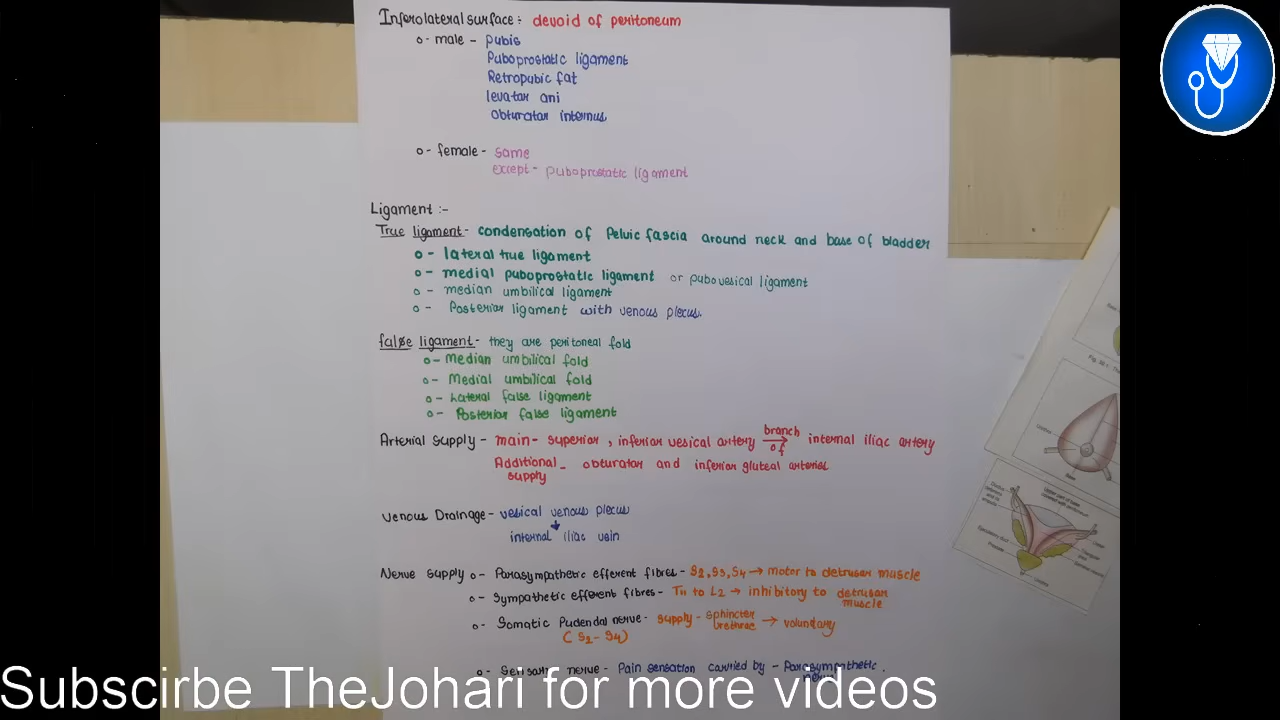 Inferolateral surface : devoid of peritoneum
o- male - pubis
Puboprostatic ligament
Retropubic fat
levator ani
Obturator internus
o- female - same
except - puboprostatic ligament
Ligament :-
True ligament - condensation of Pelvic fascia around neck and base of bladder
o- lateral true ligament
o- medial puboprostatic ligament or pubovesical ligament
o- median umbilical ligament
o- Posterior ligament with venous plexus.
false ligament - they are peritoneal fold
o- Median umbilical fold
o- Medial umbilical fold
o- Lateral false ligament
o- Posterior false ligament
Arterial supply - main - superior, inferior vesical artery branch of → internal iliac artery
Additional supply - obturator and inferior gluteal arteries
Venous Drainage - vesical venous plexus
↓
internal iliac vein
Nerve supply o- Parasympathetic efferent fibres - S2, S3, S4 → motor to detrusor muscle
o- Sympathetic efferent fibres - T11 to L2 → inhibitory to detrusor muscle
o- Somatic Pudendal nerve - supply - sphincter urethrae → voluntary
(S2 - S4)
o- Sensory nerve - Pain sensation carried by - Parasympathetic nerve
Subscirbe TheJohari for more videos